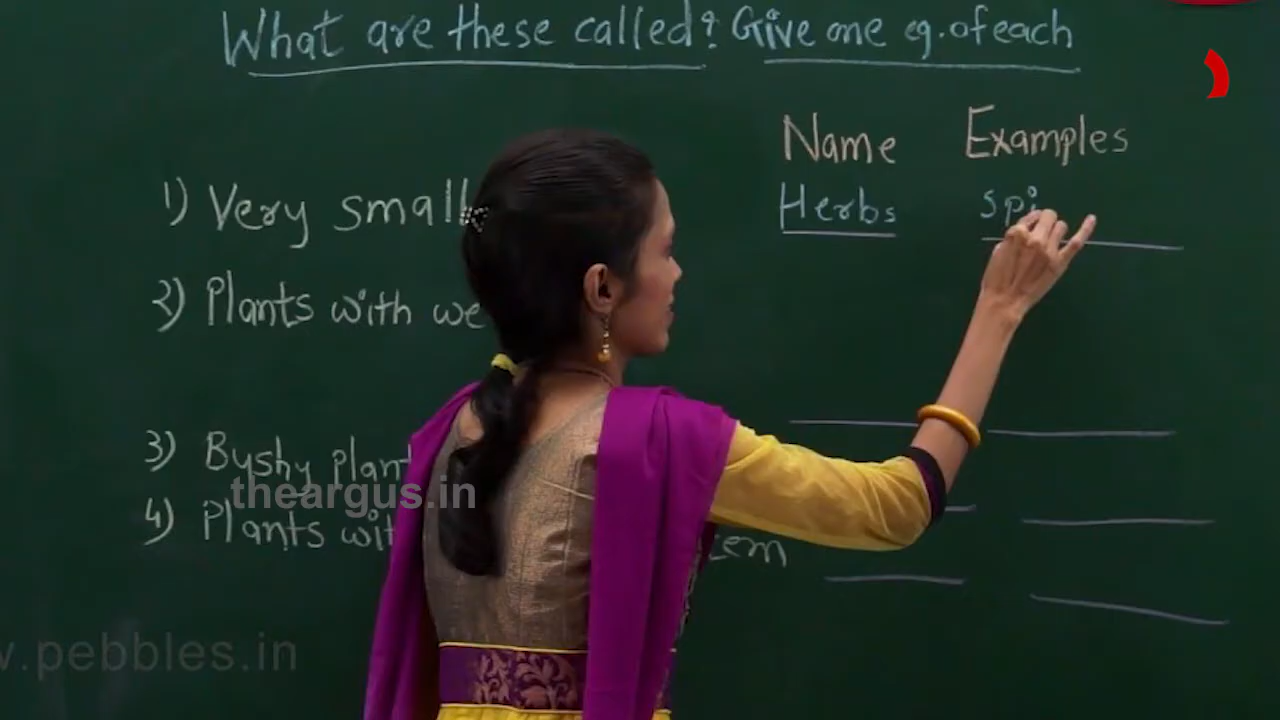 What are these called? Give one eg. of each
Name Examples
1) Very small Herbs spi
2) Plants with we
3) Bushy plant
theargus.in
4) Plants wit
www.pebbles.in